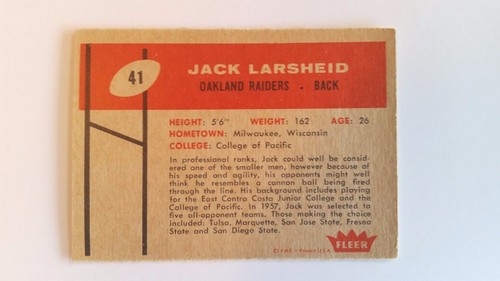 41
JACK LARSHEID
OAKLAND RAIDERS . BACK
HEIGHT: 5'6" WEIGHT: 162 AGE: 26
HOMETOWN: Milwaukee, Wisconsin
COLLEGE: College of Pacific
In professional ranks, Jack could well be consid-
ered one of the smaller men, however because of
his speed and agility, his opponents might well
think he resembles a cannon ball being fired
through the line. His background includes playing
for the East Contro Costa Junior College and the
College of Pacific. In 1957, Jack was selected to
five all-opponent teams. Those making the choice
included: Tulsa, Marquette, San Jose State, Fresno
State and San Diego State.
FLEER
Printed U.S.A.